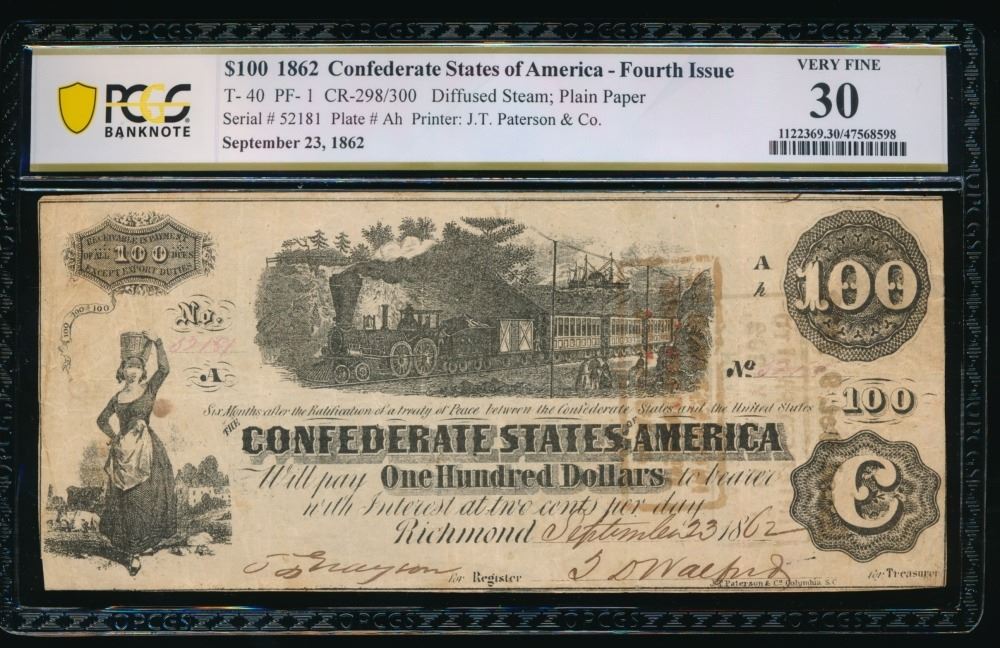 PCGS
BANKNOTE
$100 1862 Confederate States of America - Fourth Issue
T- 40 PF- 1 CR-298/300 Diffused Steam; Plain Paper
Serial # 52181 Plate # Ah Printer: J.T. Paterson & Co.
September 23, 1862
VERY FINE
30
1122369.30/47568598
RECEIVABLE IN PAYMENT
OF ALL 100 DUES
EXCEPT EXPORT DUTIES
100
A
h
No.
52181
A
No
Six Months after the Ratification of a treaty of Peace between the Confederate States and the United States
100
THE CONFEDERATE STATES OF AMERICA
Will pay One Hundred Dollars to bearer
with Interest at two cents per day
Richmond September 23 1862
C
for Register
for Treasurer
J.T. Paterson & Co. Columbia S.C